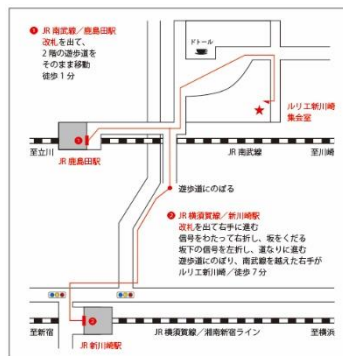 ❶ JR 南武線／鹿島田駅
改札を出て、
2 階の遊歩道を
そのまま移動
徒歩 1 分
ドトール
ルリエ新川崎
集会室
❶
至立川
JR 鹿島田駅
JR 南武線
至川崎
遊歩道にのぼる
❷ JR 横須賀線／新川崎駅
改札を出て右手に進む
信号をわたって右折し、坂をくだる
坂下の信号を左折し、道なりに進む
遊歩道にのぼり、南武線を越えた右手が
ルリエ新川崎／徒歩 7 分
❷
至新宿
JR 新川崎駅
JR 横須賀線／湘南新宿ライン
至横浜